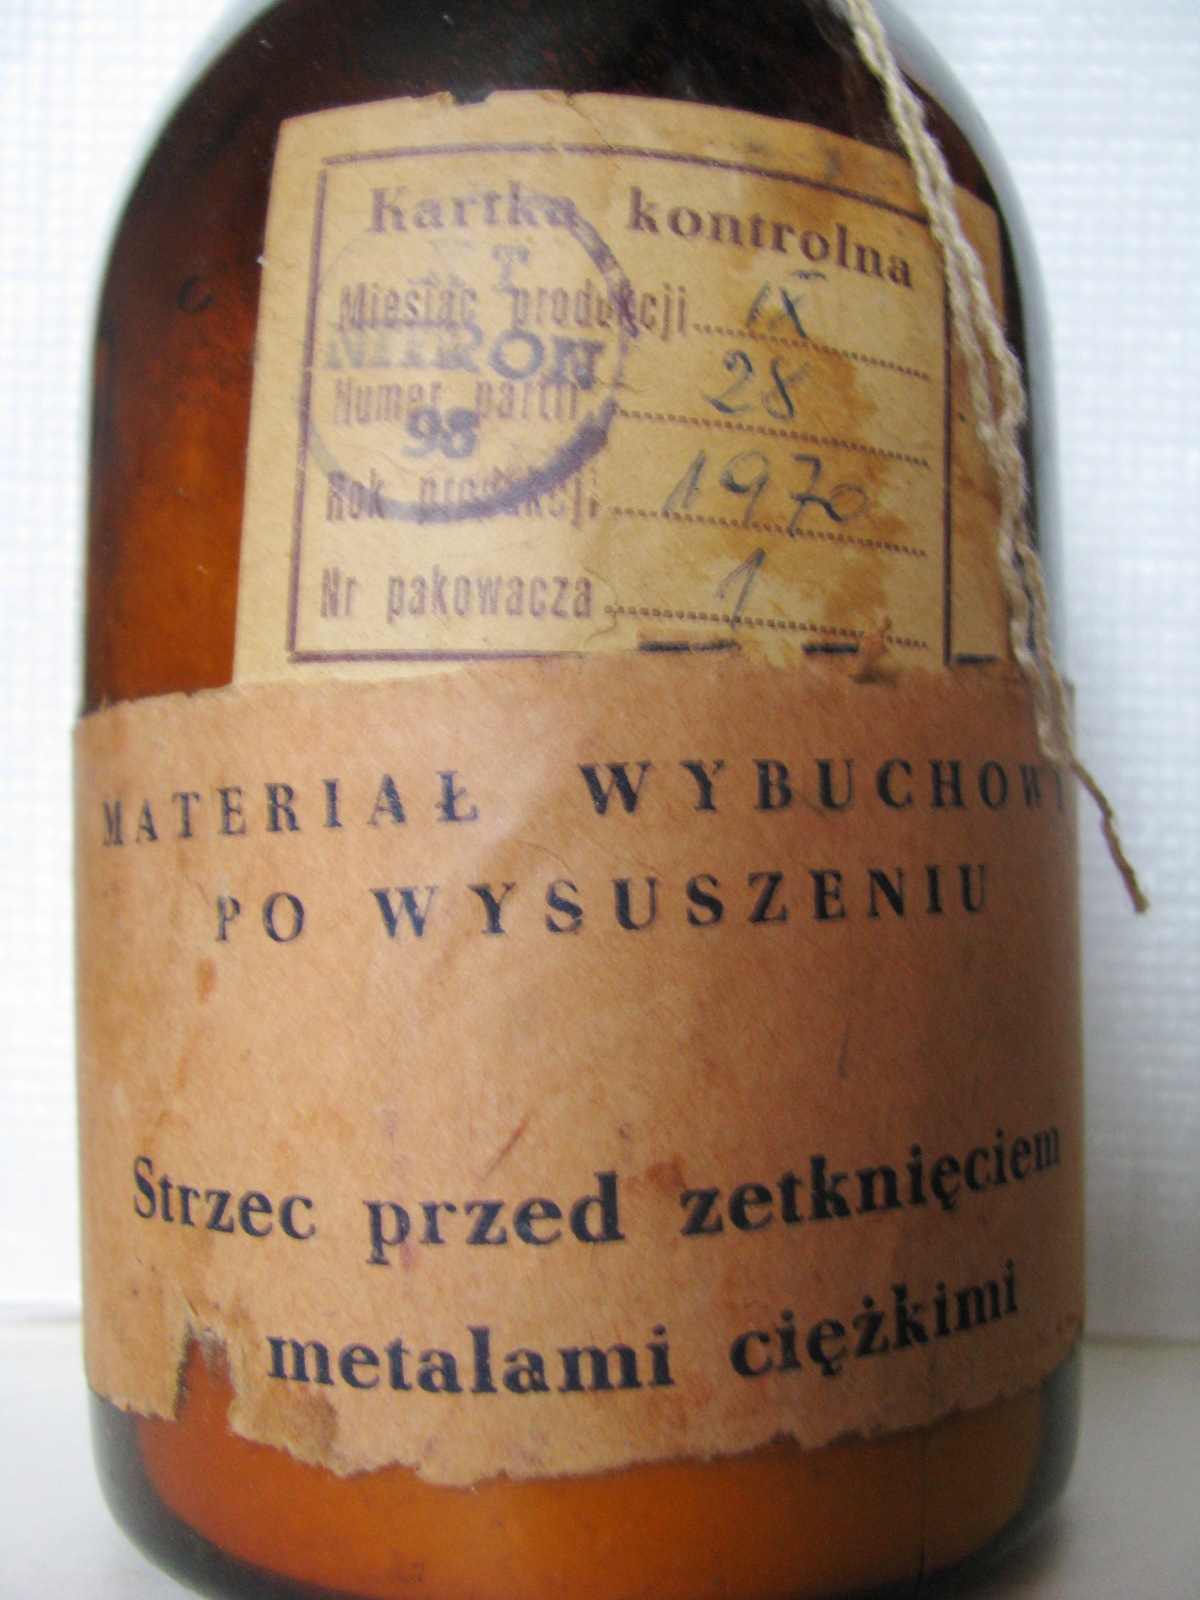 Kartka kontrolna
Miesiąc produkcji IX
NITRON
Numer partii 28
98
Rok produkcji 1970
Nr pakowacza 1
MATERIAŁ WYBUCHOWY
PO WYSUSZENIU
Strzec przed zetknięciem
metalami ciężkimi